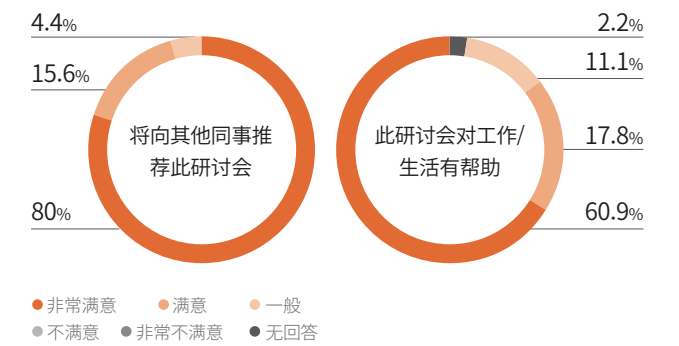 4.4%
15.6%
80%
将向其他同事推
荐此研讨会
2.2%
11.1%
17.8%
60.9%
此研讨会对工作/
生活有帮助
非常满意 满意 一般
不满意 非常不满意 无回答